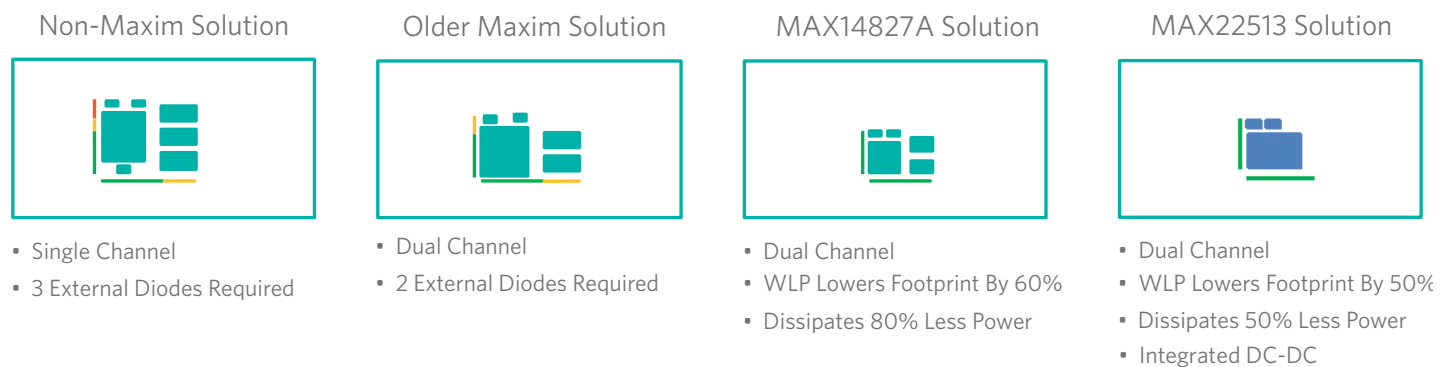 Non-Maxim Solution
• Single Channel
• 3 External Diodes Required
Older Maxim Solution
• Dual Channel
• 2 External Diodes Required
MAX14827A Solution
• Dual Channel
• WLP Lowers Footprint By 60%
• Dissipates 80% Less Power
MAX22513 Solution
• Dual Channel
• WLP Lowers Footprint By 50%
• Dissipates 50% Less Power
• Integrated DC-DC